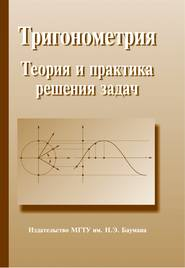 Тригонометрия
Теория и практика
решения задач
Издательство МГТУ им. Н.Э. Баумана